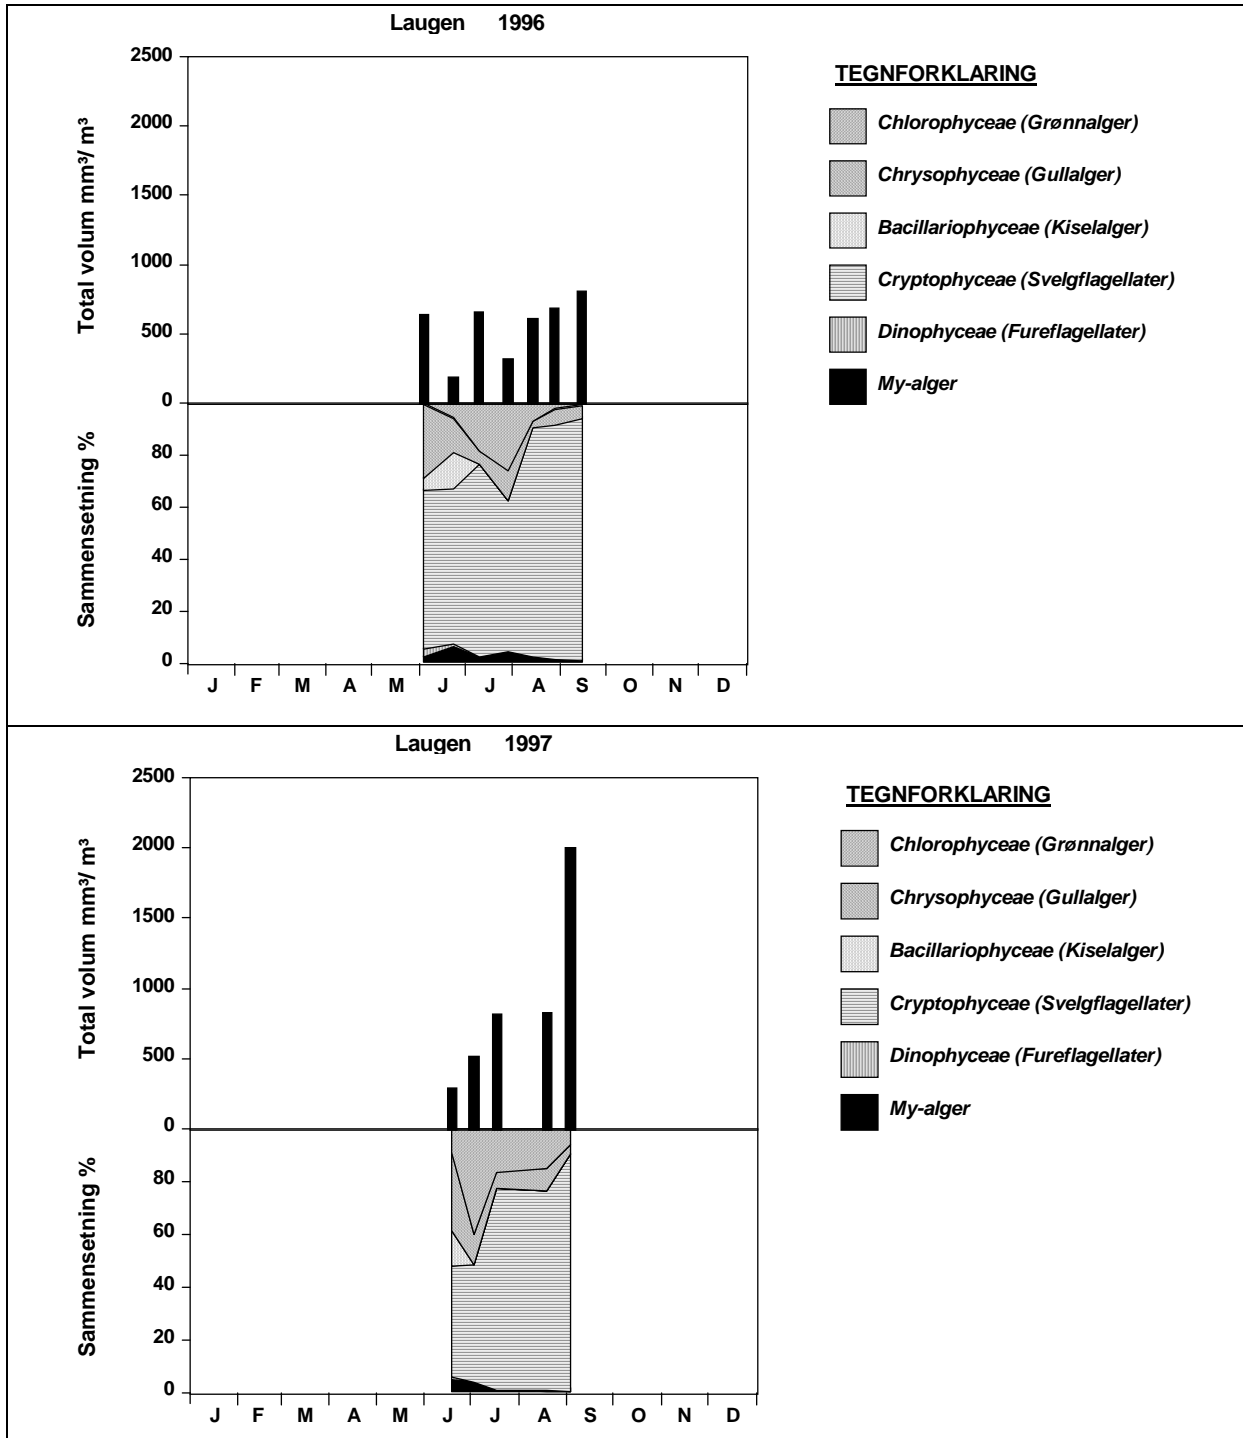 Laugen 1996
Total volum mm³/ m³
2500
2000
1500
1000
500
0
Sammensetning %
80
60
40
20
0
J F M A M J J A S O N D
TEGNFORKLARING
Chlorophyceae (Grønnalger)
Chrysophyceae (Gullalger)
Bacillariophyceae (Kiselalger)
Cryptophyceae (Svelgflagellater)
Dinophyceae (Fureflagellater)
My-alger
Laugen 1997
Total volum mm³/ m³
2500
2000
1500
1000
500
0
Sammensetning %
80
60
40
20
0
J F M A M J J A S O N D
TEGNFORKLARING
Chlorophyceae (Grønnalger)
Chrysophyceae (Gullalger)
Bacillariophyceae (Kiselalger)
Cryptophyceae (Svelgflagellater)
Dinophyceae (Fureflagellater)
My-alger